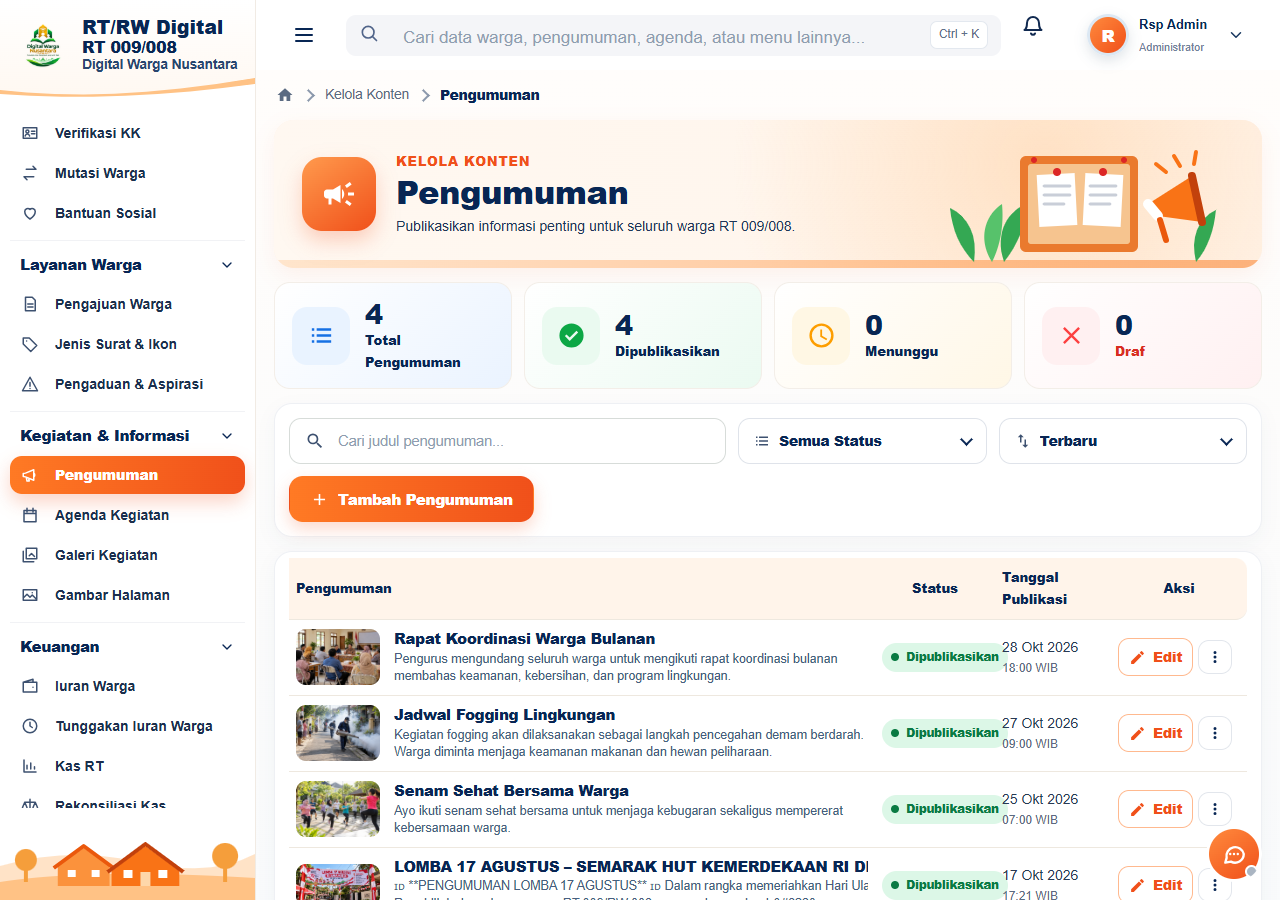 RT/RW Digital
RT 009/008
Digital Warga Nusantara
Verifikasi KK
Mutasi Warga
Bantuan Sosial
Layanan Warga
Pengajuan Warga
Jenis Surat & Ikon
Pengaduan & Aspirasi
Kegiatan & Informasi
Pengumuman
Agenda Kegiatan
Galeri Kegiatan
Gambar Halaman
Keuangan
Iuran Warga
Tunggakan Iuran Warga
Kas RT
Rekonsiliasi Kas
Cari data warga, pengumuman, agenda, atau menu lainnya...
Ctrl + K
R
Rsp Admin
Administrator
Kelola Konten
Pengumuman
KELOLA KONTEN
Pengumuman
Publikasikan informasi penting untuk seluruh warga RT 009/008.
4
Total
Pengumuman
4
Dipublikasikan
0
Menunggu
0
Draf
Cari judul pengumuman...
Semua Status
Terbaru
+ Tambah Pengumuman
Pengumuman
Status
Tanggal
Publikasi
Aksi
Rapat Koordinasi Warga Bulanan
Pengurus mengundang seluruh warga untuk mengikuti rapat koordinasi bulanan
membahas keamanan, kebersihan, dan program lingkungan.
Dipublikasikan
28 Okt 2026
18:00 WIB
Edit
Jadwal Fogging Lingkungan
Kegiatan fogging akan dilaksanakan sebagai langkah pencegahan demam berdarah.
Warga diminta menjaga keamanan makanan dan hewan peliharaan.
Dipublikasikan
27 Okt 2026
09:00 WIB
Edit
Senam Sehat Bersama Warga
Ayo ikuti senam sehat bersama untuk menjaga kebugaran sekaligus mempererat
kebersamaan warga.
Dipublikasikan
25 Okt 2026
07:00 WIB
Edit
LOMBA 17 AGUSTUS – SEMARAK HUT KEMERDEKAAN RI DI
🇮🇩 **PENGUMUMAN LOMBA 17 AGUSTUS** 🇮🇩 Dalam rangka memeriahkan Hari Ula
Dipublikasikan
17 Okt 2026
17:21 WIB
Edit